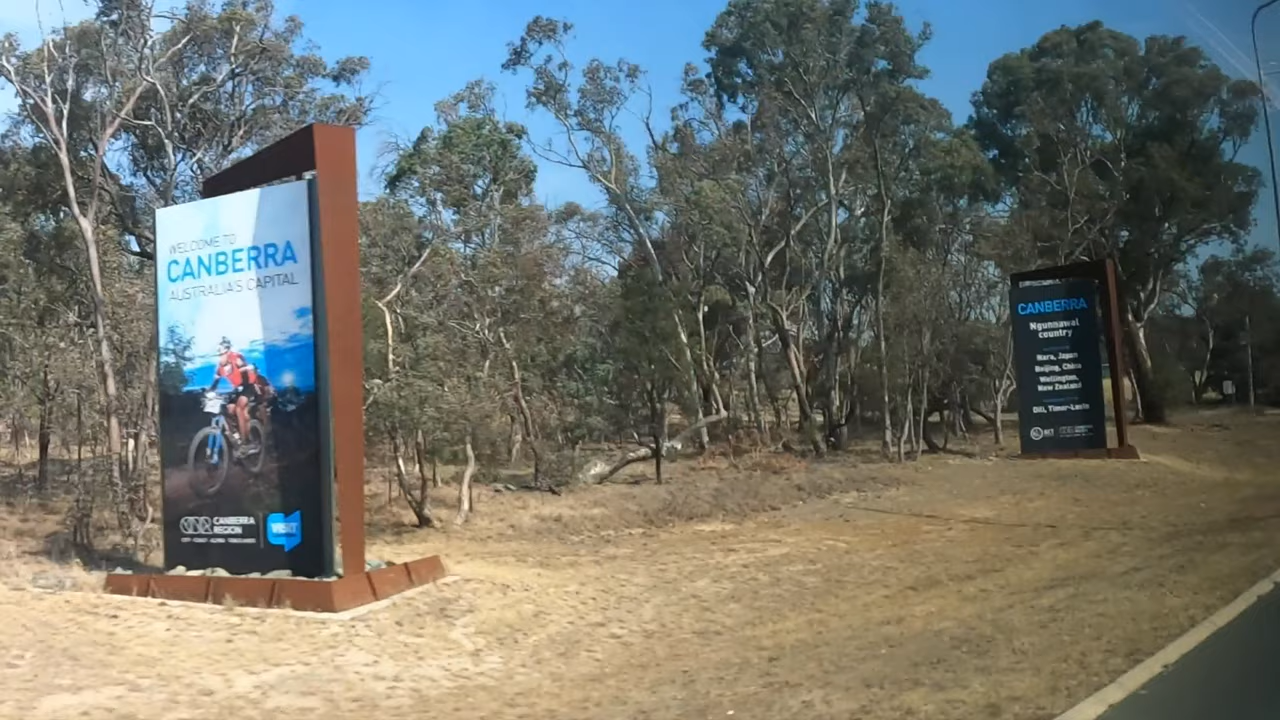 WELCOME TO
CANBERRA
AUSTRALIA'S CAPITAL
CANBERRA
REGION
VISIT
CANBERRA
Ngunnawal
country
Nara, Japan
Beijing, China
Wellington,
New Zealand
Dili, Timor-Leste
ACT